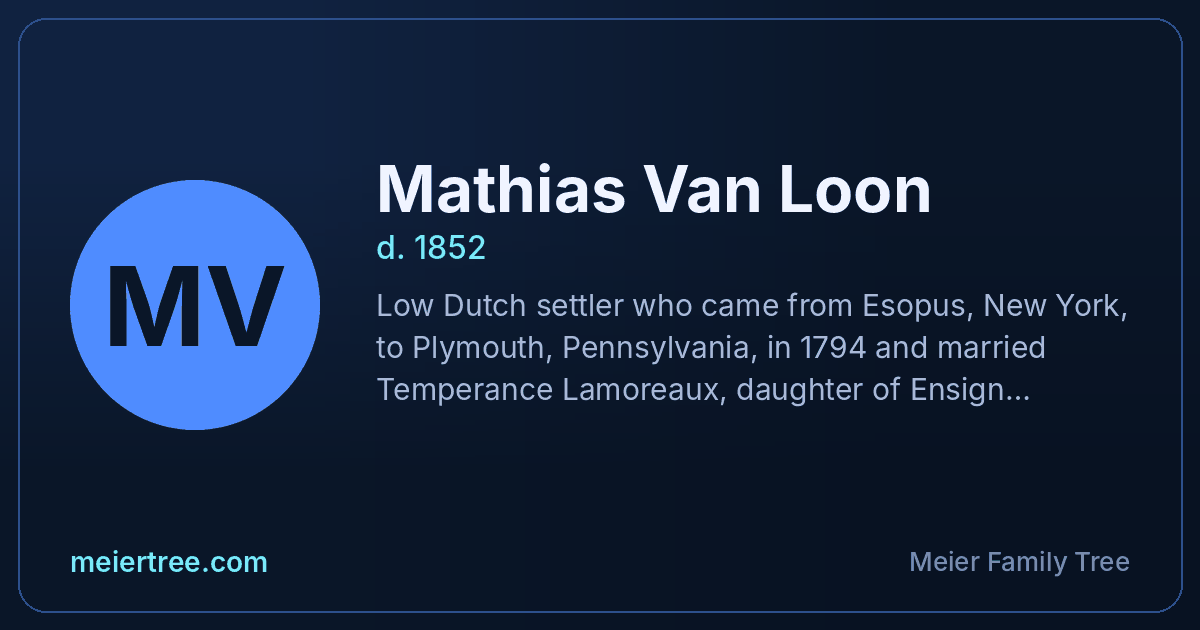 Mathias Van Loon
d. 1852
MV
Low Dutch settler who came from Esopus, New York,
to Plymouth, Pennsylvania, in 1794 and married
Temperance Lamoreaux, daughter of Ensign...
meiertree.com
Meier Family Tree